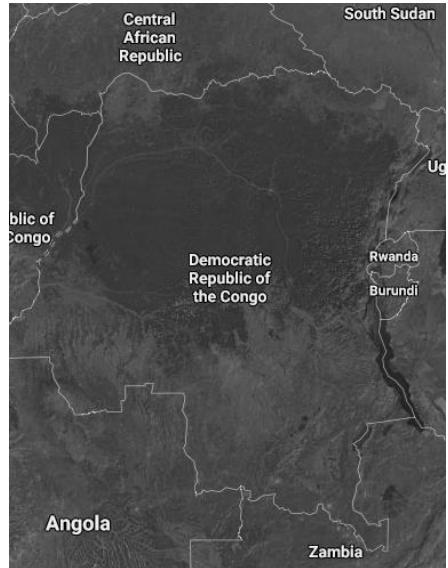 Central
African
Republic
South Sudan
Ug
blic of
Congo
Democratic
Republic of
the Congo
Rwanda
Burundi
Angola
Zambia